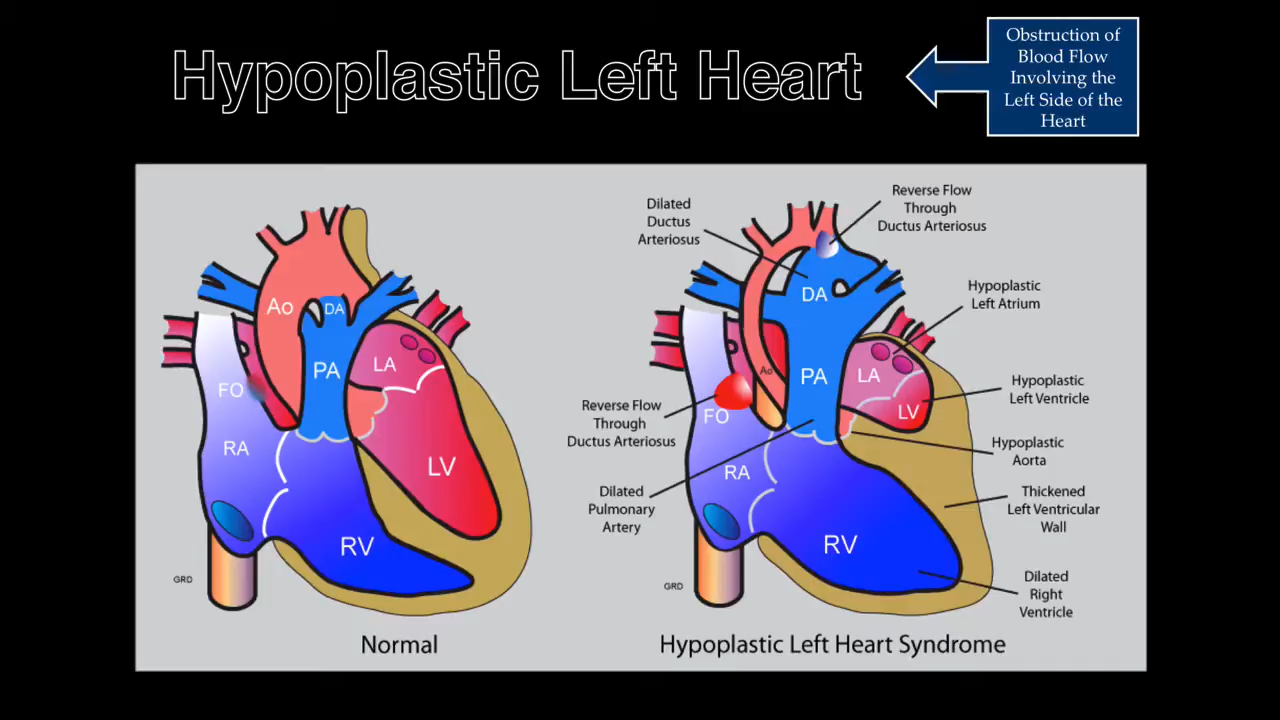 Hypoplastic Left Heart
Obstruction of
Blood Flow
Involving the
Left Side of the
Heart
Ao
DA
PA
LA
FO
RA
LV
RV
GRD
Normal
Dilated
Ductus
Arteriosus
Reverse Flow
Through
Ductus Arteriosus
Hypoplastic
Left Atrium
DA
Ao
PA
LA
LV
FO
RA
RV
Hypoplastic
Left Ventricle
Reverse Flow
Through
Ductus Arteriosus
Hypoplastic
Aorta
Dilated
Pulmonary
Artery
Thickened
Left Ventricular
Wall
Dilated
Right
Ventricle
GRD
Hypoplastic Left Heart Syndrome